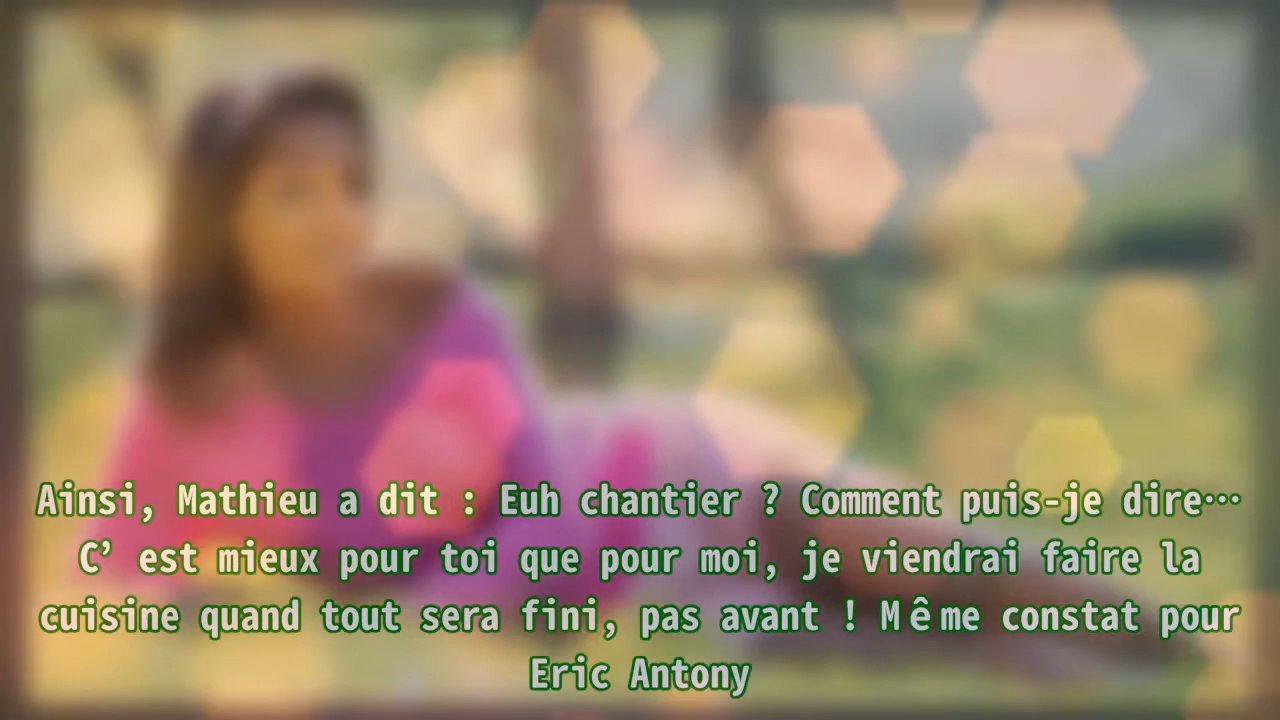 Ainsi, Mathieu a dit : Euh chantier ? Comment puis-je dire…
C’ est mieux pour toi que pour moi, je viendrai faire la
cuisine quand tout sera fini, pas avant ! Même constat pour
Eric Antony